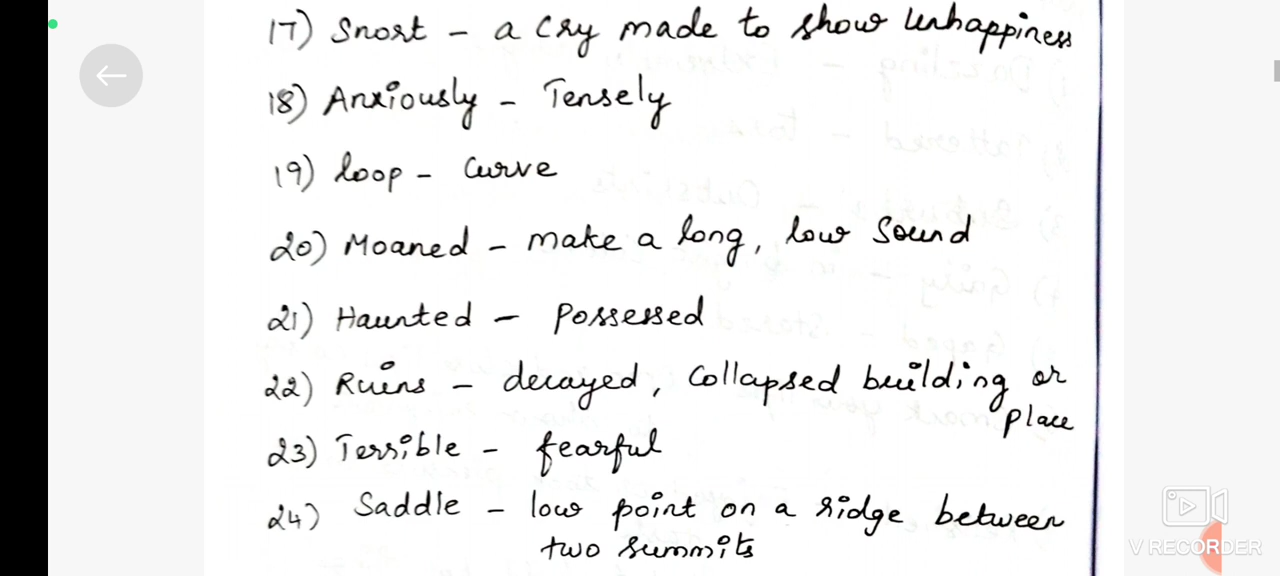 17) Snort - a cry made to show unhappiness
18) Anxiously - Tensely
19) loop - curve
20) Moaned - make a long, low sound
21) Haunted - possessed
22) Ruins - decayed, collapsed building or
place
23) Terrible - fearful
24) Saddle - low point on a ridge between
two summits
V RECORDER